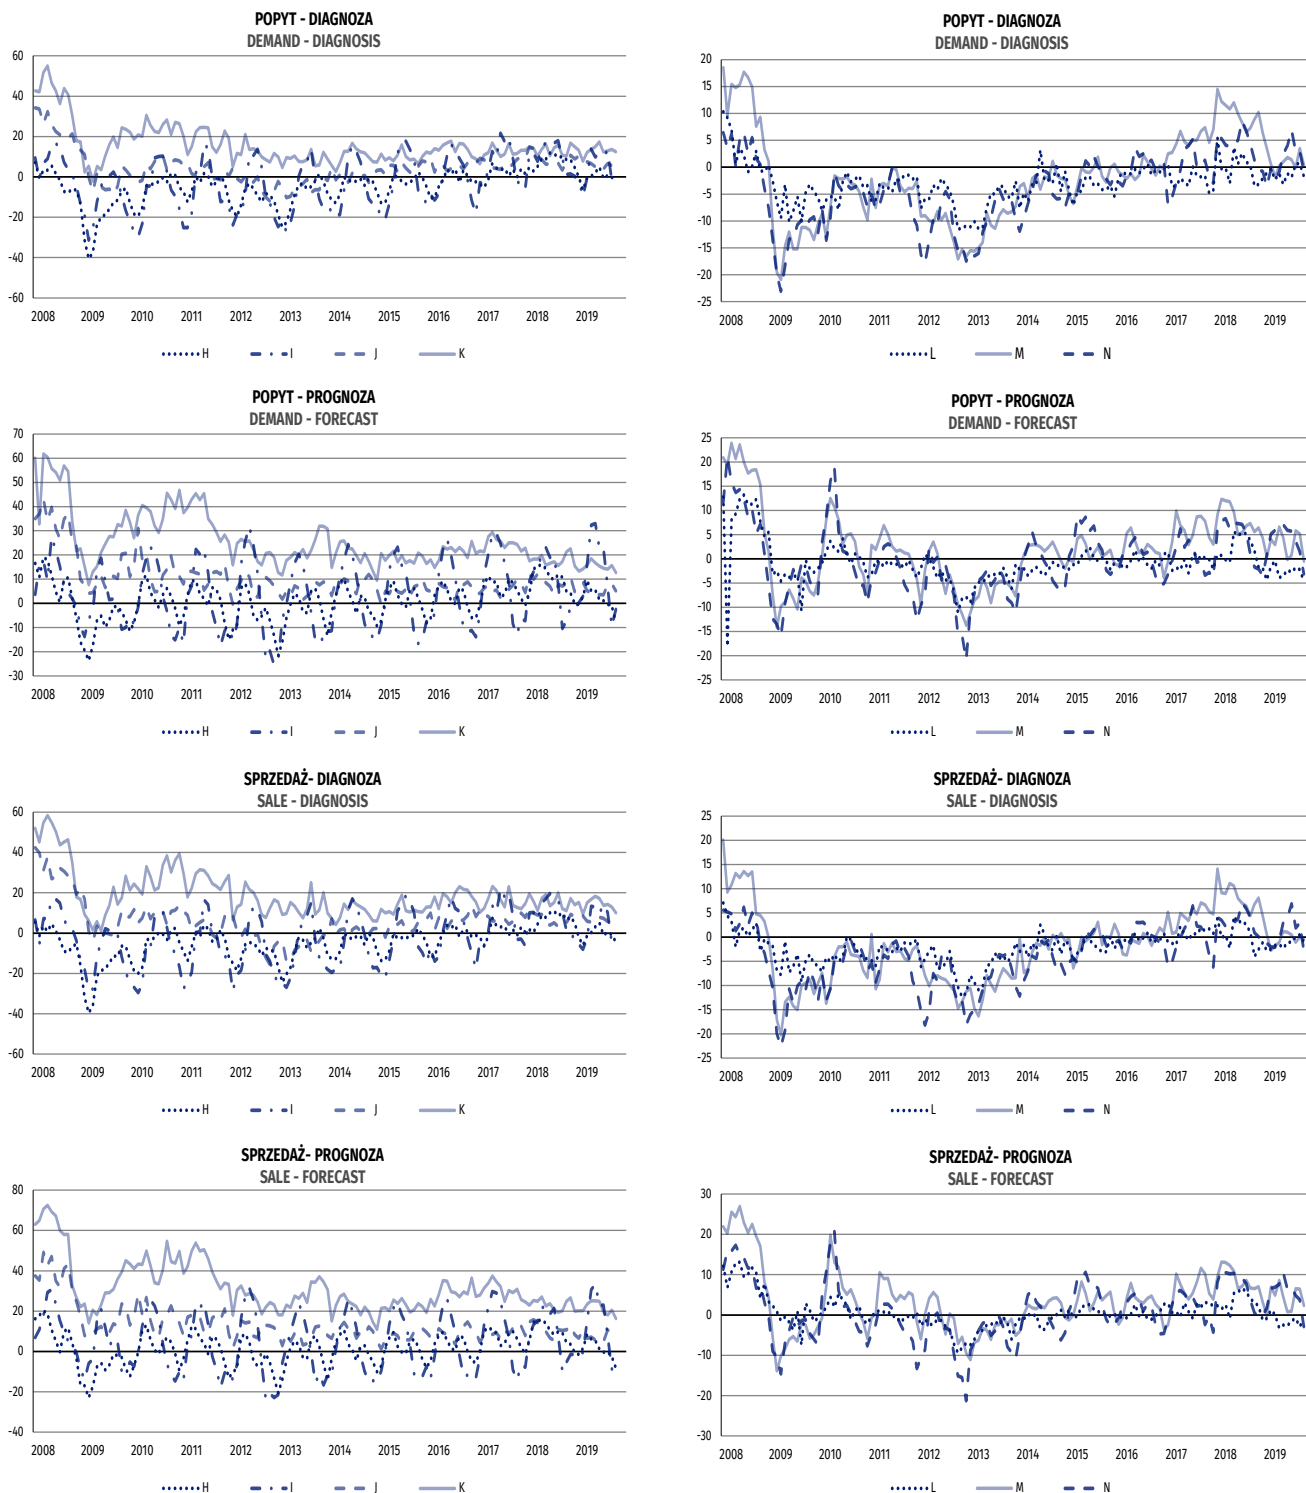 POPYT - DIAGNOZA
DEMAND - DIAGNOSIS
60
40
20
0
-20
-40
-60
2008 2009 2010 2011 2012 2013 2014 2015 2016 2017 2018 2019
H I J K
POPYT - DIAGNOZA
DEMAND - DIAGNOSIS
20
15
10
5
0
-5
-10
-15
-20
-25
2008 2009 2010 2011 2012 2013 2014 2015 2016 2017 2018 2019
L M N
POPYT - PROGNOZA
DEMAND - FORECAST
70
60
50
40
30
20
10
0
-10
-20
-30
2008 2009 2010 2011 2012 2013 2014 2015 2016 2017 2018 2019
H I J K
POPYT - PROGNOZA
DEMAND - FORECAST
25
20
15
10
5
0
-5
-10
-15
-20
-25
2008 2009 2010 2011 2012 2013 2014 2015 2016 2017 2018 2019
L M N
SPRZEDAŻ- DIAGNOZA
SALE - DIAGNOSIS
60
40
20
0
-20
-40
-60
2008 2009 2010 2011 2012 2013 2014 2015 2016 2017 2018 2019
H I J K
SPRZEDAŻ- DIAGNOZA
SALE - DIAGNOSIS
25
20
15
10
5
0
-5
-10
-15
-20
-25
2008 2009 2010 2011 2012 2013 2014 2015 2016 2017 2018 2019
L M N
SPRZEDAŻ- PROGNOZA
SALE - FORECAST
80
60
40
20
0
-20
-40
2008 2009 2010 2011 2012 2013 2014 2015 2016 2017 2018 2019
H I J K
SPRZEDAŻ- PROGNOZA
SALE - FORECAST
30
20
10
0
-10
-20
-30
2008 2009 2010 2011 2012 2013 2014 2015 2016 2017 2018 2019
L M N